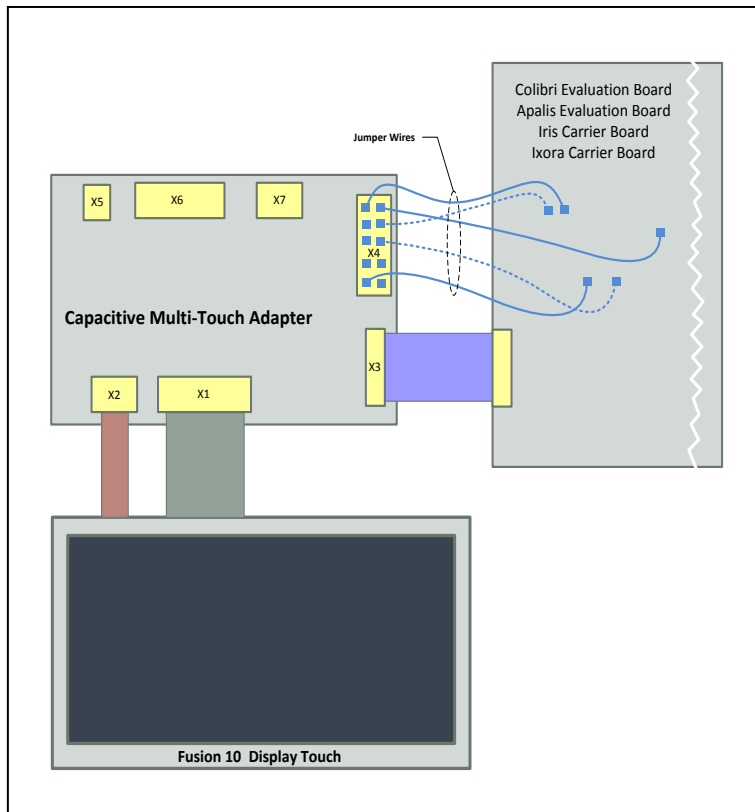 Colibri Evaluation Board
Apalis Evaluation Board
Iris Carrier Board
Ixora Carrier Board
Jumper Wires
X5
X6
X7
X4
Capacitive Multi-Touch Adapter
X3
X2
X1
Fusion 10 Display Touch